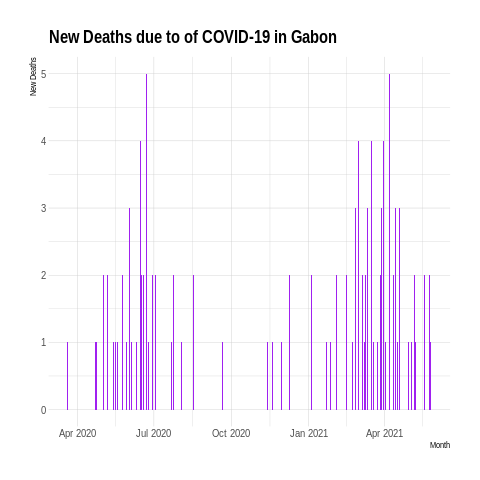 New Deaths due to of COVID-19 in Gabon
New Deaths
5
4
3
2
1
0
Apr 2020 Jul 2020 Oct 2020 Jan 2021 Apr 2021
Month